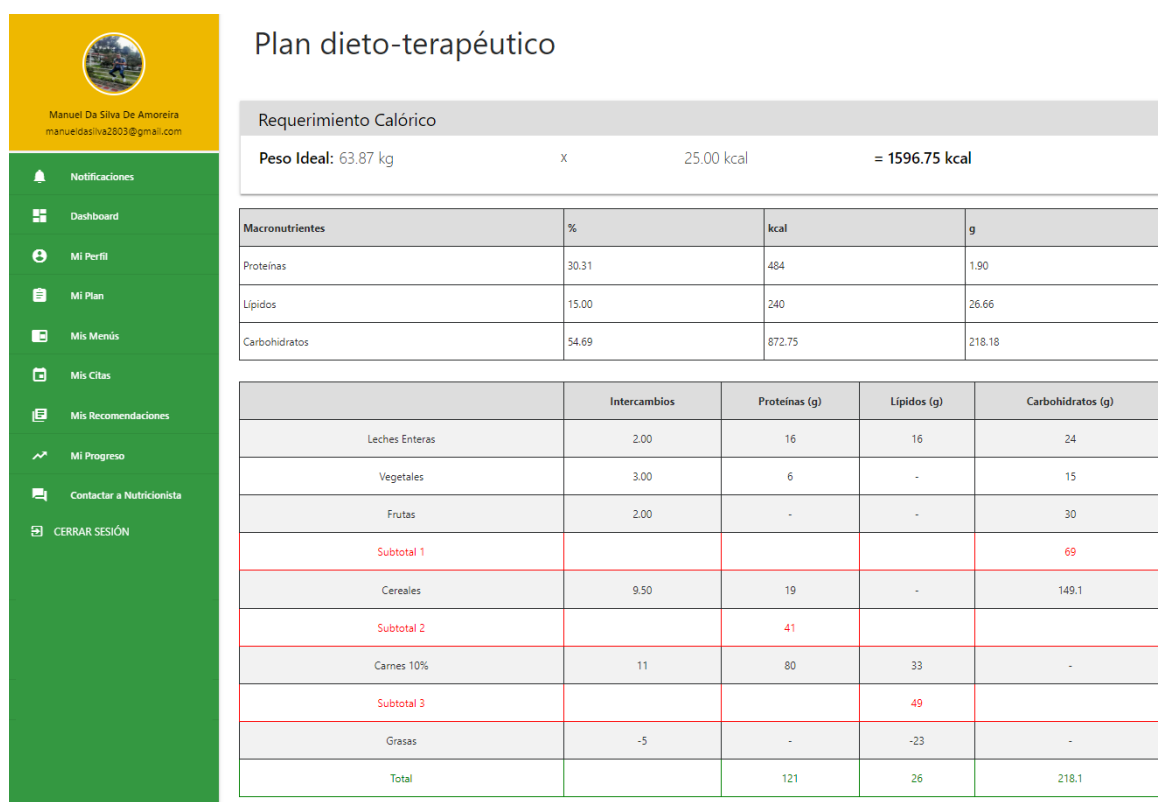 Plan dieto-terapéutico
Manuel Da Silva De Amoreira
manueldasilva2803@gmail.com
Notificaciones
Dashboard
Mi Perfil
Mi Plan
Mis Menús
Mis Citas
Mis Recomendaciones
Mi Progreso
Contactar a Nutricionista
CERRAR SESIÓN
Requerimiento Calórico
Peso Ideal: 63.87 kg x 25.00 kcal = 1596.75 kcal
Macronutrientes % kcal g
Proteínas 30.31 484 1.90
Lípidos 15.00 240 26.66
Carbohidratos 54.69 872.75 218.18
Intercambios Proteínas (g) Lípidos (g) Carbohidratos (g)
Leches Enteras 2.00 16 16 24
Vegetales 3.00 6 - 15
Frutas 2.00 - - 30
Subtotal 1 69
Cereales 9.50 19 - 149.1
Subtotal 2 41
Carnes 10% 11 80 33 -
Subtotal 3 49
Grasas -5 - -23 -
Total 121 26 218.1